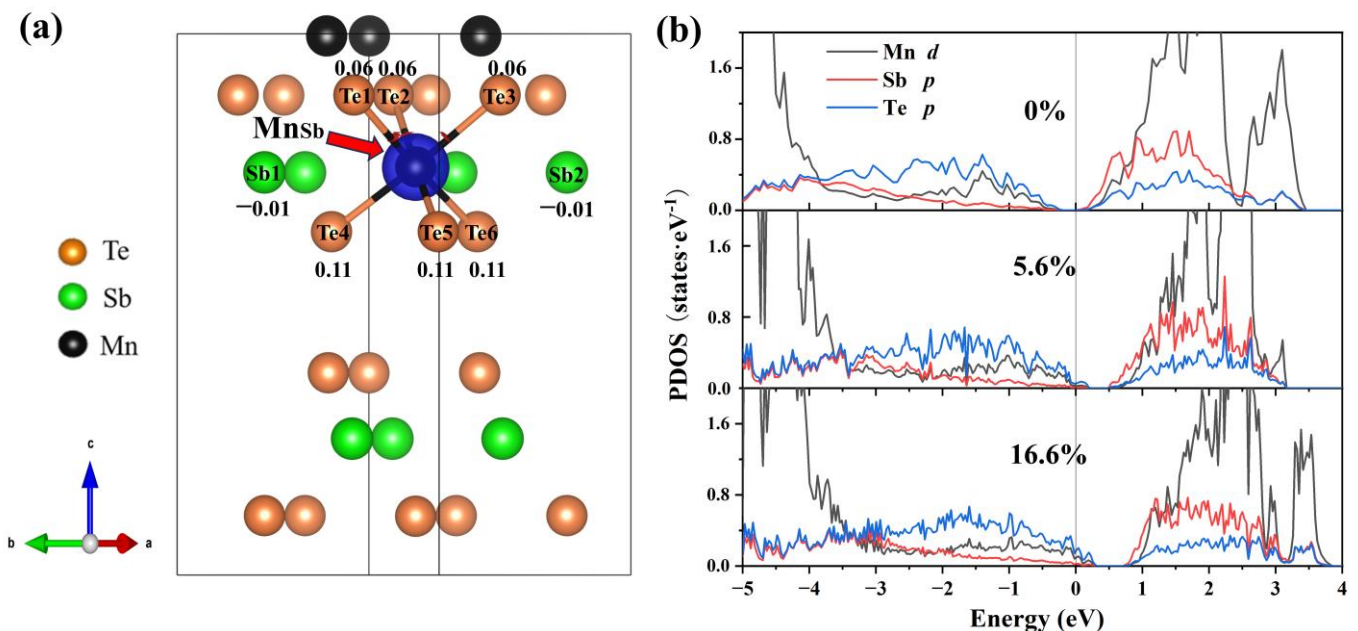 (a)
0.06 0.06 0.06
Te1 Te2 Te3
MnSb
Sb1 Sb2
−0.01 −0.01
Te4 Te5 Te6
0.11 0.11 0.11
Te
Sb
Mn
c
b a
(b)
Mn d
Sb p
Te p
0%
5.6%
16.6%
PDOS (states·eV⁻¹)
1.6
0.8
0.0
1.6
0.8
0.0
1.6
0.8
0.0
−5 −4 −3 −2 −1 0 1 2 3 4
Energy (eV)